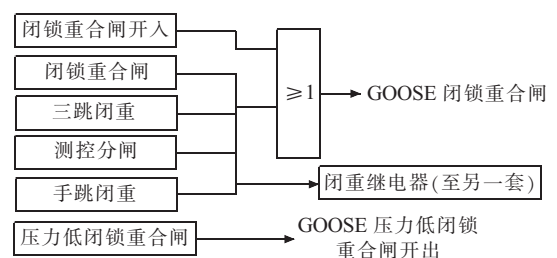 闭锁重合闸开入
闭锁重合闸
三跳闭重
测控分闸
手跳闭重
压力低闭锁重合闸
≥1
GOOSE 闭锁重合闸
闭重继电器(至另一套)
GOOSE 压力低闭锁
重合闸开出